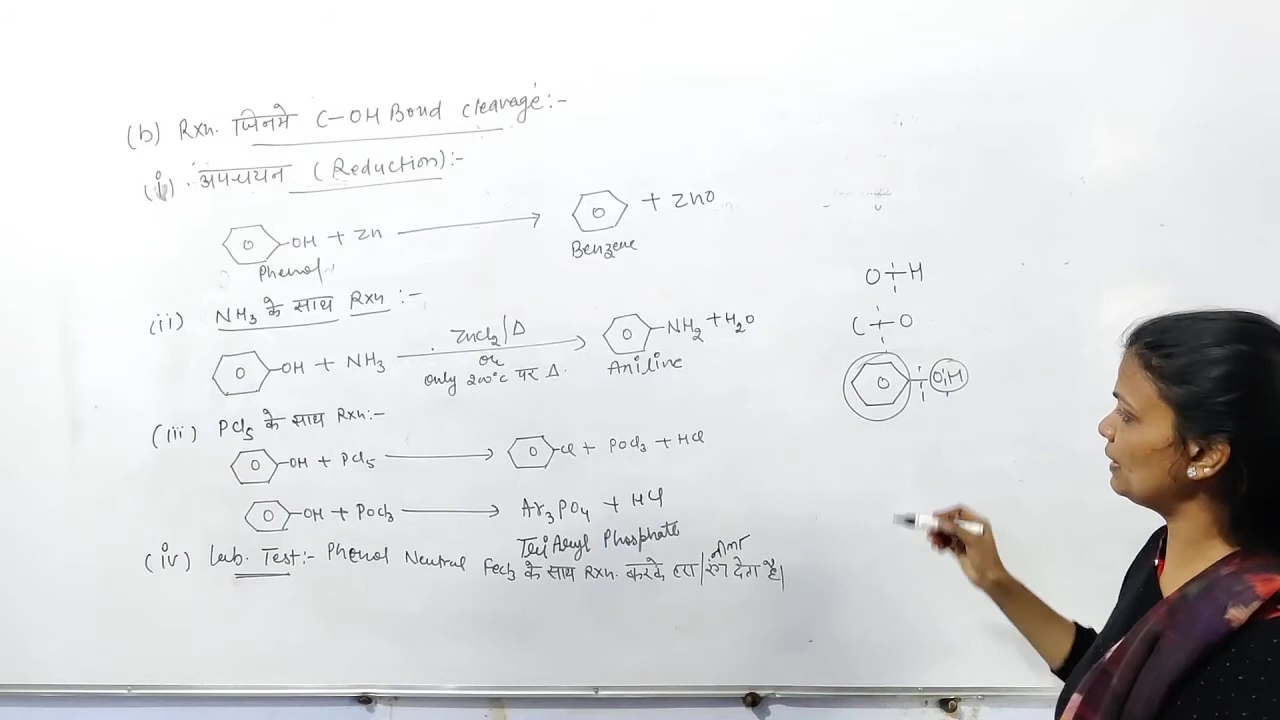 (b) Rxn. जिनमे C-OH Bond cleavage:-
(i) अपचयन (Reduction):-
OH + Zn → + ZnO
Phenol Benzene
(ii) NH3 के साथ Rxn :-
OH + NH3 ZnCl2/Δ → NH2 + H2O
or
only 200°C पर Δ. Aniline
(iii) PCl5 के साथ Rxn:-
OH + PCl5 → Cl + POCl3 + HCl
OH + POCl3 → Ar3PO4 + HCl
Tri Aryl Phosphate
(iv) Lab. Test:- Phenol Neutral FeCl3 के साथ Rxn. करके हरा/नीला रंग देता है।
O-H
C-O
OH